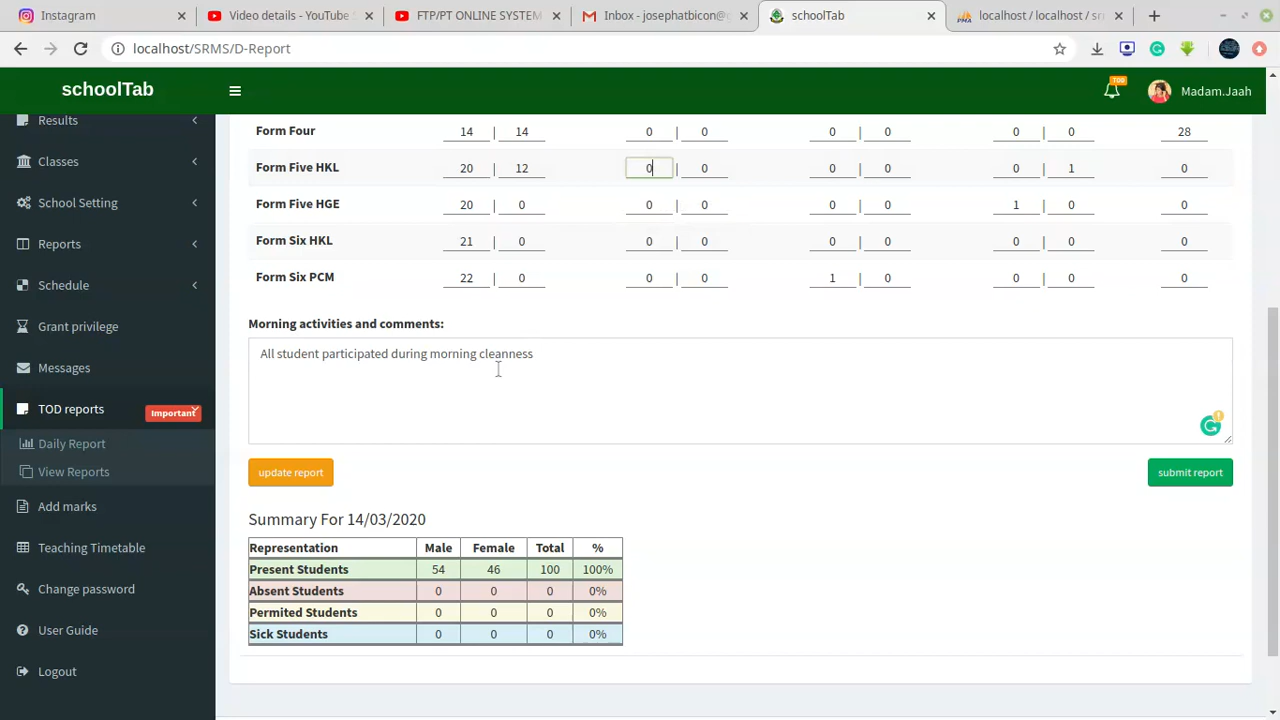 Instagram
Video details - YouTube S
FTP/PT ONLINE SYSTEM
Inbox - josephatbicon@g
schoolTab
localhost / localhost / srm
localhost/SRMS/D-Report
schoolTab
TOD
Madam.Jaah
Results
Classes
School Setting
Reports
Schedule
Grant privilege
Messages
TOD reports Important
Daily Report
View Reports
Add marks
Teaching Timetable
Change password
User Guide
Logout
Form Four 14 | 14 0 | 0 0 | 0 0 | 0 28
Form Five HKL 20 | 12 0 | 0 0 | 0 0 | 1 0
Form Five HGE 20 | 0 0 | 0 0 | 0 1 | 0 0
Form Six HKL 21 | 0 0 | 0 0 | 0 0 | 0 0
Form Six PCM 22 | 0 0 | 0 1 | 0 0 | 0 0
Morning activities and comments:
All student participated during morning cleanness
update report
submit report
Summary For 14/03/2020
Representation Male Female Total %
Present Students 54 46 100 100%
Absent Students 0 0 0 0%
Permited Students 0 0 0 0%
Sick Students 0 0 0 0%